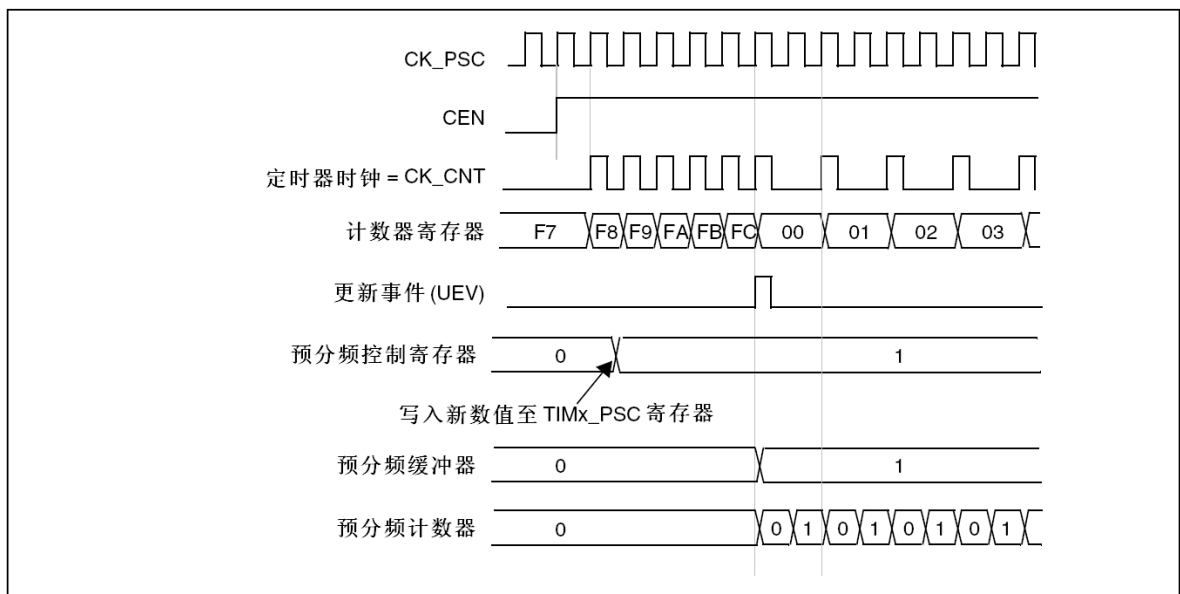 CK_PSC
CEN
定时器时钟 = CK_CNT
计数器寄存器 F7 F8 F9 FA FB FC 00 01 02 03
更新事件(UEV)
预分频控制寄存器 0 1
写入新数值至 TIMx_PSC 寄存器
预分频缓冲器 0 1
预分频计数器 0 0 1 0 1 0 1 0 1